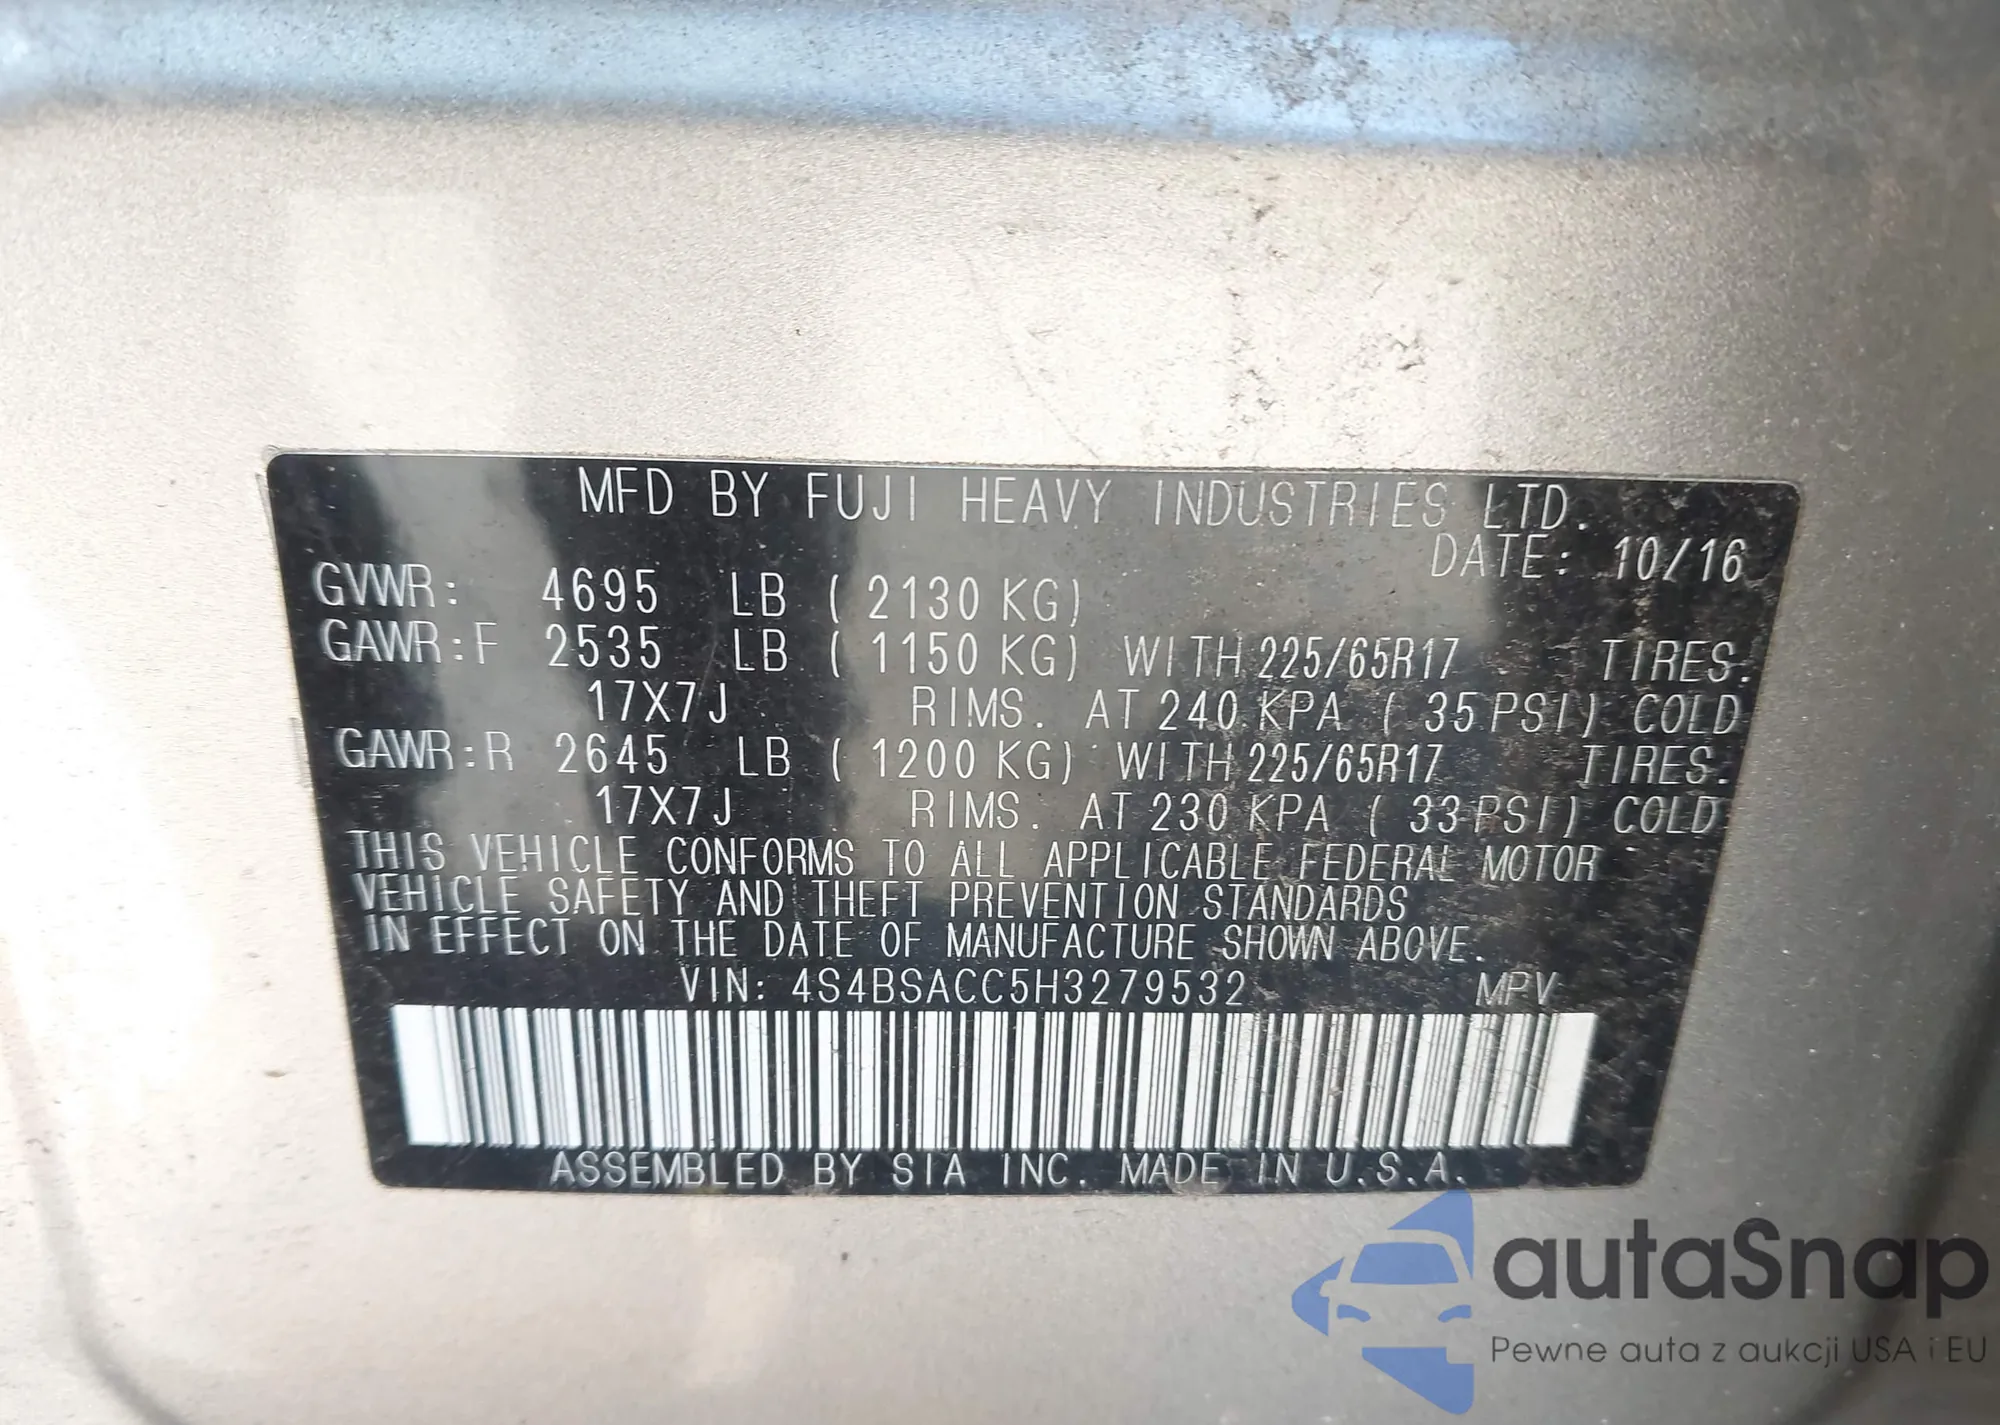 MFD BY FUJI HEAVY INDUSTRIES LTD.
DATE: 10/16
GVWR: 4695 LB ( 2130 KG)
GAWR:F 2535 LB ( 1150 KG) WITH 225/65R17 TIRES.
17X7J RIMS. AT 240 KPA ( 35 PSI) COLD
GAWR:R 2645 LB ( 1200 KG) WITH 225/65R17 TIRES.
17X7J RIMS. AT 230 KPA ( 33 PSI) COLD
THIS VEHICLE CONFORMS TO ALL APPLICABLE FEDERAL MOTOR
VEHICLE SAFETY AND THEFT PREVENTION STANDARDS
IN EFFECT ON THE DATE OF MANUFACTURE SHOWN ABOVE.
VIN: 4S4BSACC5H3279532 MPV
ASSEMBLED BY SIA INC. MADE IN U.S.A.
autaSnap
Pewne auta z aukcji USA i EU